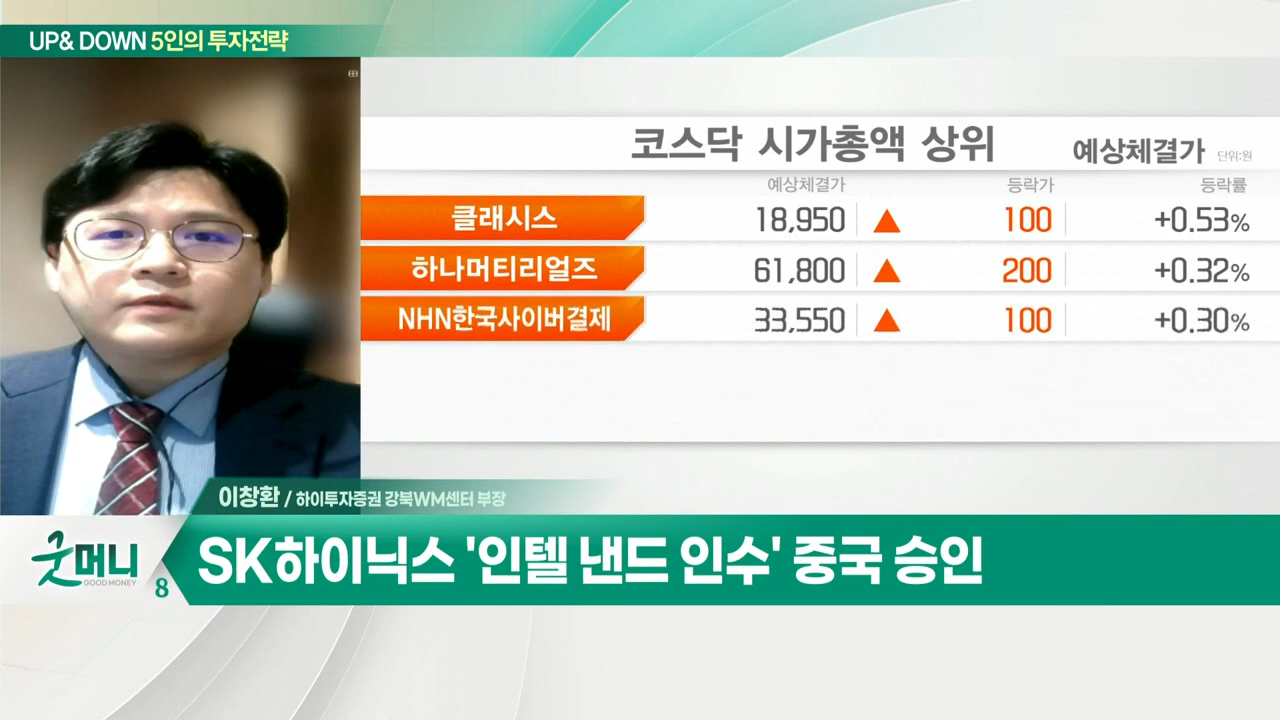 UP& DOWN 5인의 투자전략
코스닥 시가총액 상위 예상체결가 단위:원
예상체결가 등락가 등락률
클래시스 18,950 ▲ 100 +0.53%
하나머티리얼즈 61,800 ▲ 200 +0.32%
NHN한국사이버결제 33,550 ▲ 100 +0.30%
이창환 / 하이투자증권 강북WM센터 부장
굿머니
GOOD MONEY
8
SK하이닉스 '인텔 낸드 인수' 중국 승인